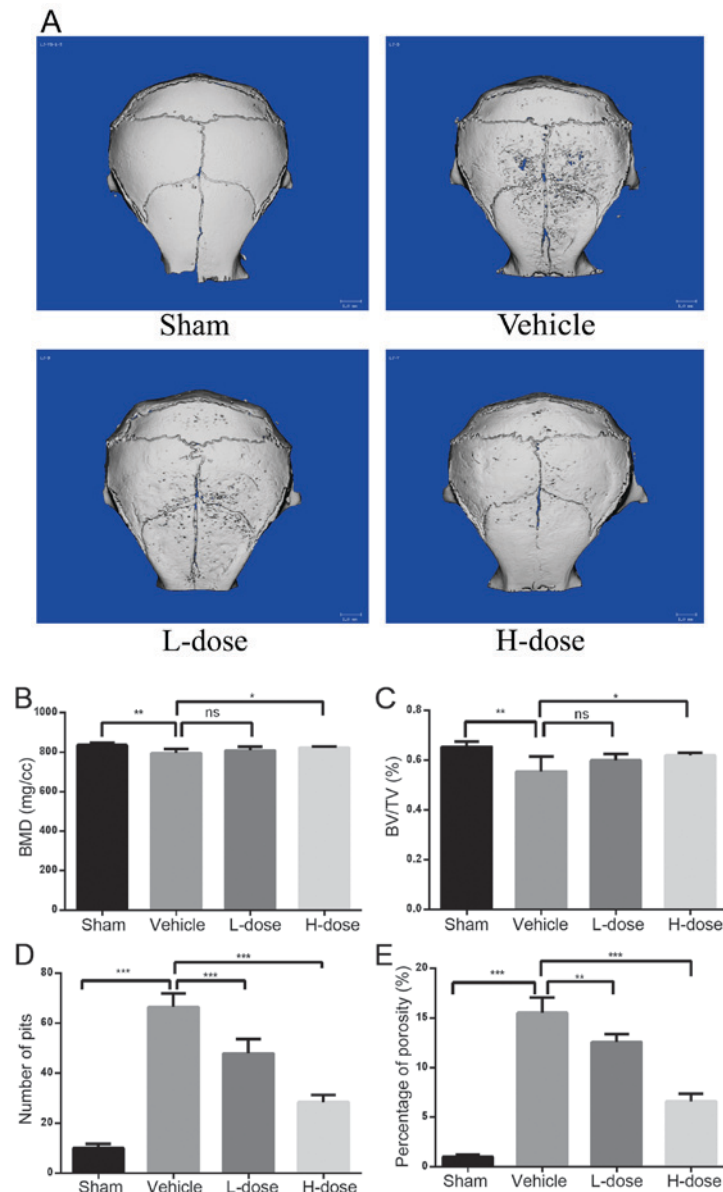 A
Sham
Vehicle
L-dose
H-dose
B
BMD (mg/cc)
1000
800
600
400
200
0
**
ns
*
Sham
Vehicle
L-dose
H-dose
C
BV/TV (%)
0.8
0.6
0.4
0.2
0.0
**
ns
*
Sham
Vehicle
L-dose
H-dose
D
Number of pits
80
60
40
20
0
***
***
***
Sham
Vehicle
L-dose
H-dose
E
Percentage of porosity (%)
20
15
10
5
0
***
**
***
Sham
Vehicle
L-dose
H-dose